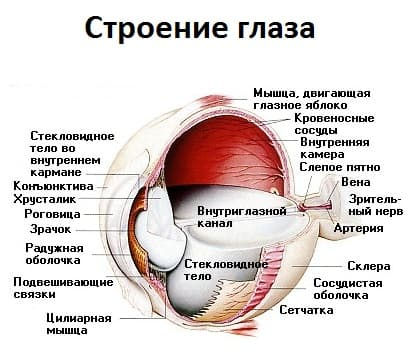 Строение глаза
Мышца, двигающая
глазное яблоко
Кровеносные
сосуды
Внутренняя
камера
Слепое пятно
Вена
Зритель-
ный нерв
Артерия
Склера
Сосудистая
оболочка
Сетчатка
Стекловидное
тело во
внутреннем
кармане
Конъюнктива
Хрусталик
Роговица
Зрачок
Радужная
оболочка
Подвешивающие
связки
Цилиарная
мышца
Внутриглазной
канал
Стекловидное
тело